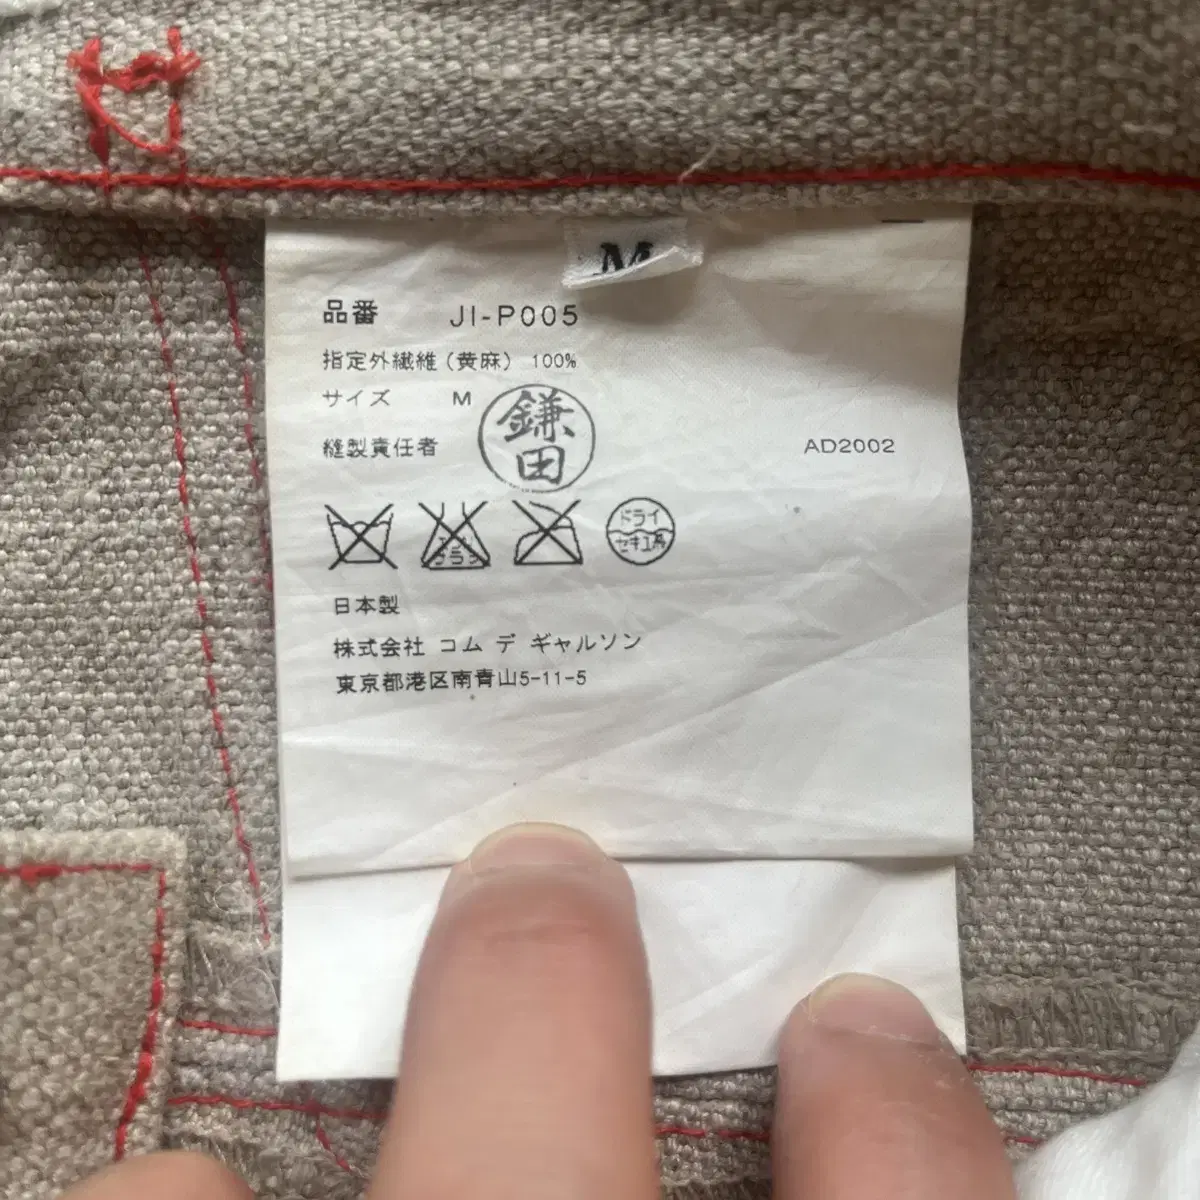 M
品番 JI-P005
指定外繊維(黄麻) 100%
サイズ M
縫製責任者 鎌田
AD2002
ドライ
セキユ系
日本製
株式会社 コム デ ギャルソン
東京都港区南青山5-11-5